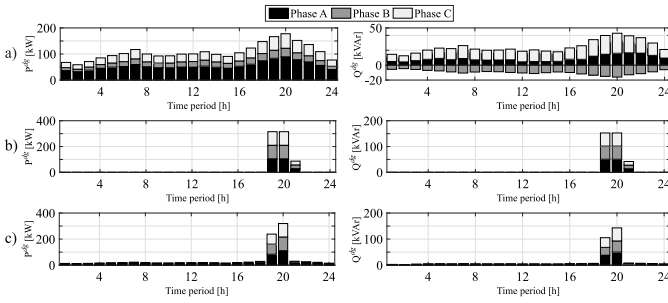 Phase A Phase B Phase C
a)
P^dg [kW]
200
100
0
4 8 12 16 20 24
Time period [h]
Q^dg [kVAr]
50
0
-20
4 8 12 16 20 24
Time period [h]
b)
P^dg [kW]
400
200
0
4 8 12 16 20 24
Time period [h]
Q^dg [kVAr]
200
100
0
4 8 12 16 20 24
Time period [h]
c)
P^dg [kW]
400
200
0
4 8 12 16 20 24
Time period [h]
Q^dg [kVAr]
200
100
0
4 8 12 16 20 24
Time period [h]